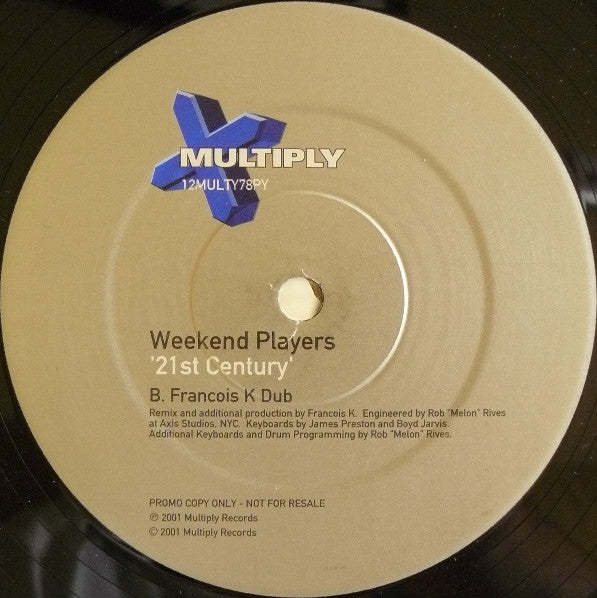 MULTIPLY
12MULTY78PY
Weekend Players
'21st Century'
B. Francois K Dub
Remix and additional production by Francois K. Engineered by Rob "Melon" Rives
at Axis Studios, NYC. Keyboards by James Preston and Boyd Jarvis.
Additional Keyboards and Drum Programming by Rob "Melon" Rives.
PROMO COPY ONLY - NOT FOR RESALE
℗ 2001 Multiply Records
© 2001 Multiply Records